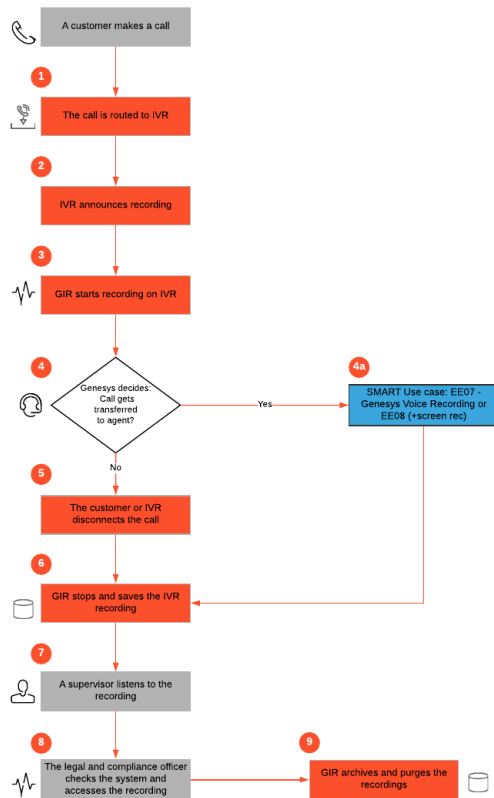 A customer makes a call
1
The call is routed to IVR
2
IVR announces recording
3
GIR starts recording on IVR
4
Genesys decides:
Call gets
transferred
to agent?
Yes
4a
SMART Use case: EE07 -
Genesys Voice Recording or
EE08 (+screen rec)
No
5
The customer or IVR
disconnects the call
6
GIR stops and saves the IVR
recording
7
A supervisor listens to the
recording
8
The legal and compliance officer
checks the system and
accesses the recording
9
GIR archives and purges the
recordings